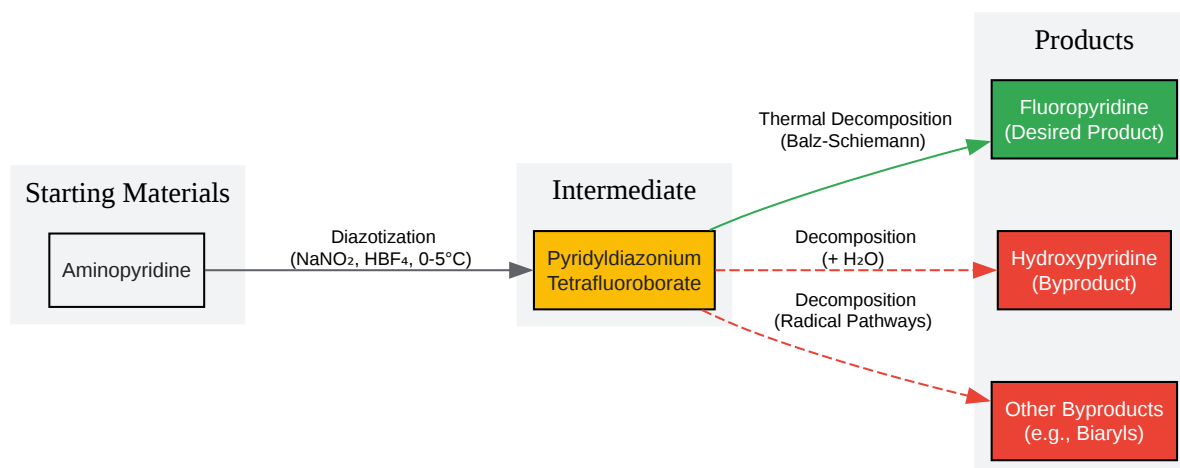 Products
Fluoropyridine
(Desired Product)
Thermal Decomposition
(Balz-Schiemann)
Starting Materials
Aminopyridine
Diazotization
(NaNO₂, HBF₄, 0-5°C)
Intermediate
Pyridyldiazonium
Tetrafluoroborate
Decomposition
(+ H₂O)
Hydroxypyridine
(Byproduct)
Decomposition
(Radical Pathways)
Other Byproducts
(e.g., Biaryls)